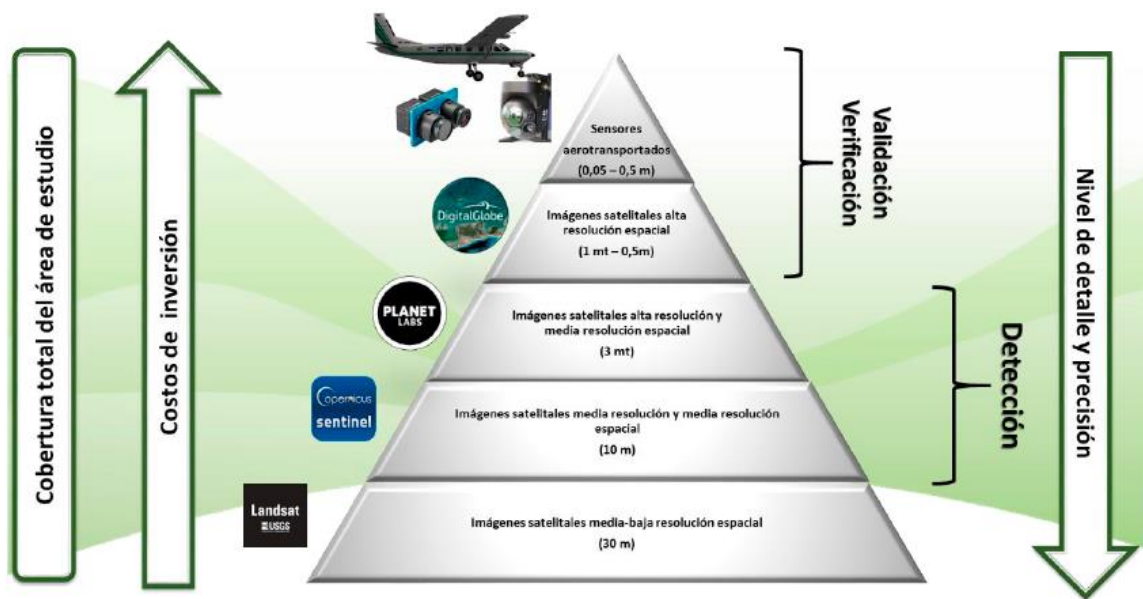 Cobertura total del área de estudio
Costos de inversión
Sensores
aerotransportados
(0,05 – 0,5 m)
DigitalGlobe
Imágenes satelitales alta
resolución espacial
(1 mt – 0,5m)
PLANET
LABS
Imágenes satelitales alta resolución y
media resolución espacial
(3 mt)
Copernicus
sentinel
Imágenes satelitales media resolución y media resolución
espacial
(10 m)
Landsat
USGS
Imágenes satelitales media-baja resolución espacial
(30 m)
Validación
Verificación
Detección
Nivel de detalle y precisión